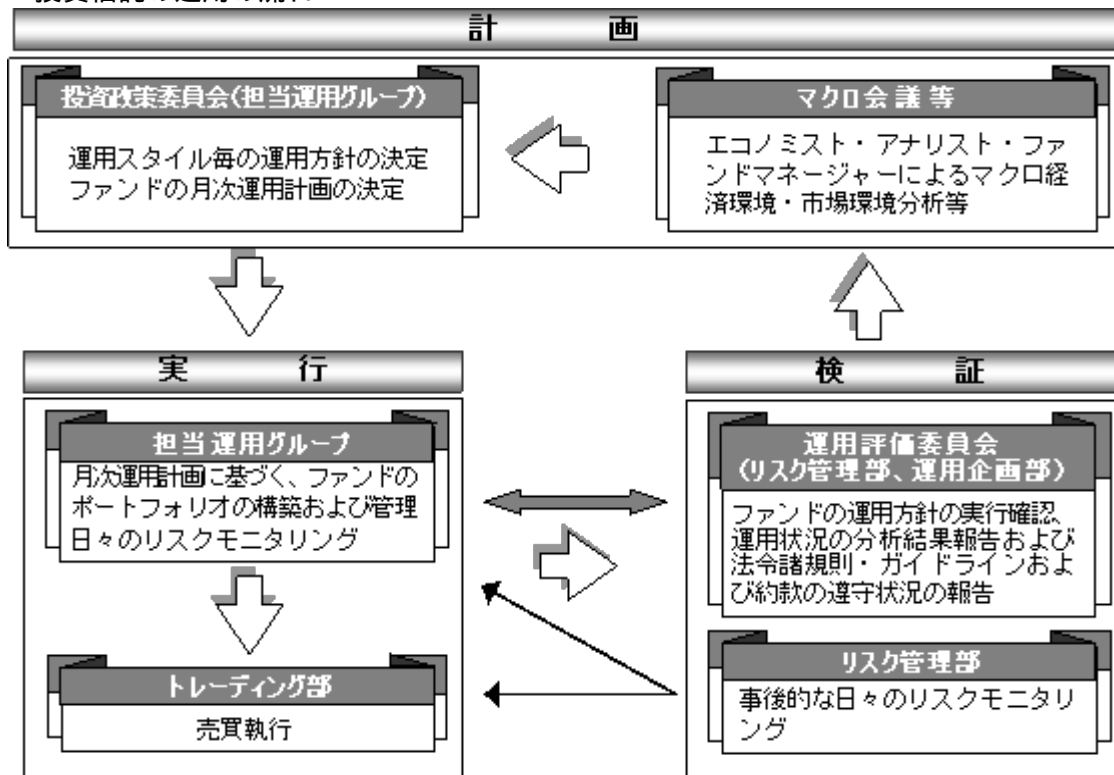 計 画
投資政策委員会(担当運用グループ)
運用スタイル毎の運用方針の決定
ファンドの月次運用計画の決定
マクロ会議等
エコノミスト・アナリスト・ファ
ンドマネージャーによるマクロ経
済環境・市場環境分析等
実 行
担当運用グループ
月次運用計画に基づく、ファンドの
ポートフォリオの構築および管理
日々のリスクモニタリング
トレーディング部
売買執行
検 証
運用評価委員会
(リスク管理部、運用企画部)
ファンドの運用方針の実行確認、
運用状況の分析結果報告および
法令諸規則・ガイドラインおよ
び約款の遵守状況の報告
リスク管理部
事後的な日々のリスクモニタリ
ング